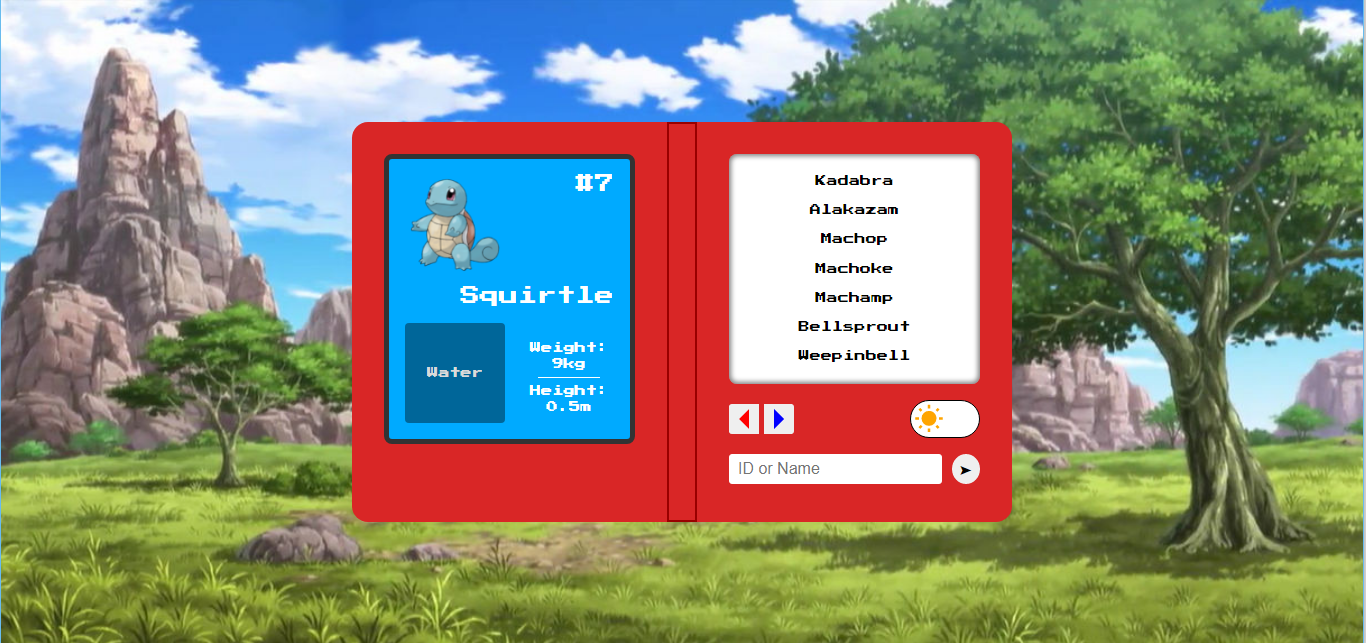 #7
Squirtle
Water
Weight:
9kg
Height:
0.5m
Kadabra
Alakazam
Machop
Machoke
Machamp
Bellsprout
Weepinbell
ID or Name